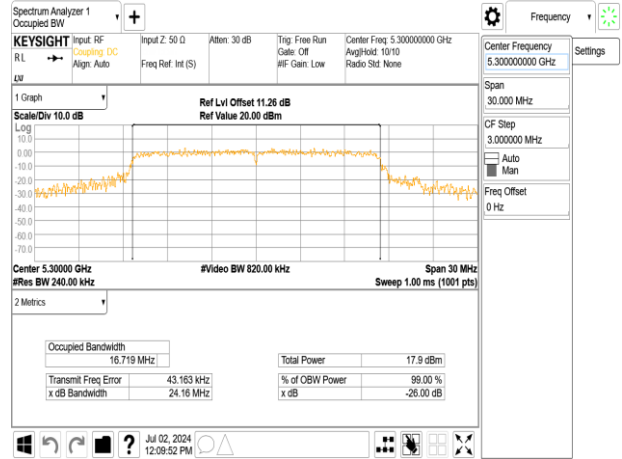 Spectrum Analyzer 1
Occupied BW
Frequency
KEYSIGHT
Input: RF
Input Z: 50 Ω
Atten: 30 dB
Trig: Free Run
Center Freq: 5.300000000 GHz
RL
Coupling: DC
Gate: Off
Avg|Hold: 10/10
Align: Auto
Freq Ref: Int (S)
#IF Gain: Low
Radio Std: None
Center Frequency
5.300000000 GHz
Settings
Span
30.000 MHz
CF Step
3.000000 MHz
Auto
Man
Freq Offset
0 Hz
1 Graph
Ref Lvl Offset 11.26 dB
Scale/Div 10.0 dB
Ref Value 20.00 dBm
Log
10.0
0.00
-10.0
-20.0
-30.0
-40.0
-50.0
-60.0
-70.0
Center 5.30000 GHz
#Video BW 820.00 kHz
Span 30 MHz
#Res BW 240.00 kHz
Sweep 1.00 ms (1001 pts)
2 Metrics
Occupied Bandwidth
16.719 MHz
Total Power
17.9 dBm
Transmit Freq Error
43.163 kHz
% of OBW Power
99.00 %
x dB Bandwidth
24.16 MHz
x dB
-26.00 dB
Jul 02, 2024
12:09:52 PM